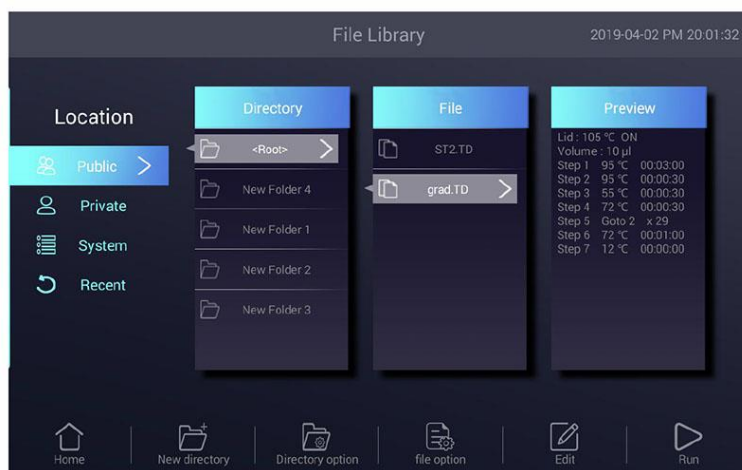 File Library
2019-04-02 PM 20:01:32
Location
Public
Private
System
Recent
Directory
<Root>
New Folder 4
New Folder 1
New Folder 2
New Folder 3
File
ST2.TD
grad.TD
Preview
Lid : 105 °C ON
Volume : 10 µl
Step 1 95 °C 00:03:00
Step 2 95 °C 00:00:30
Step 3 55 °C 00:00:30
Step 4 72 °C 00:00:30
Step 5 Goto 2 x 29
Step 6 72 °C 00:01:00
Step 7 12 °C 00:00:00
Home
New directory
Directory option
file option
Edit
Run